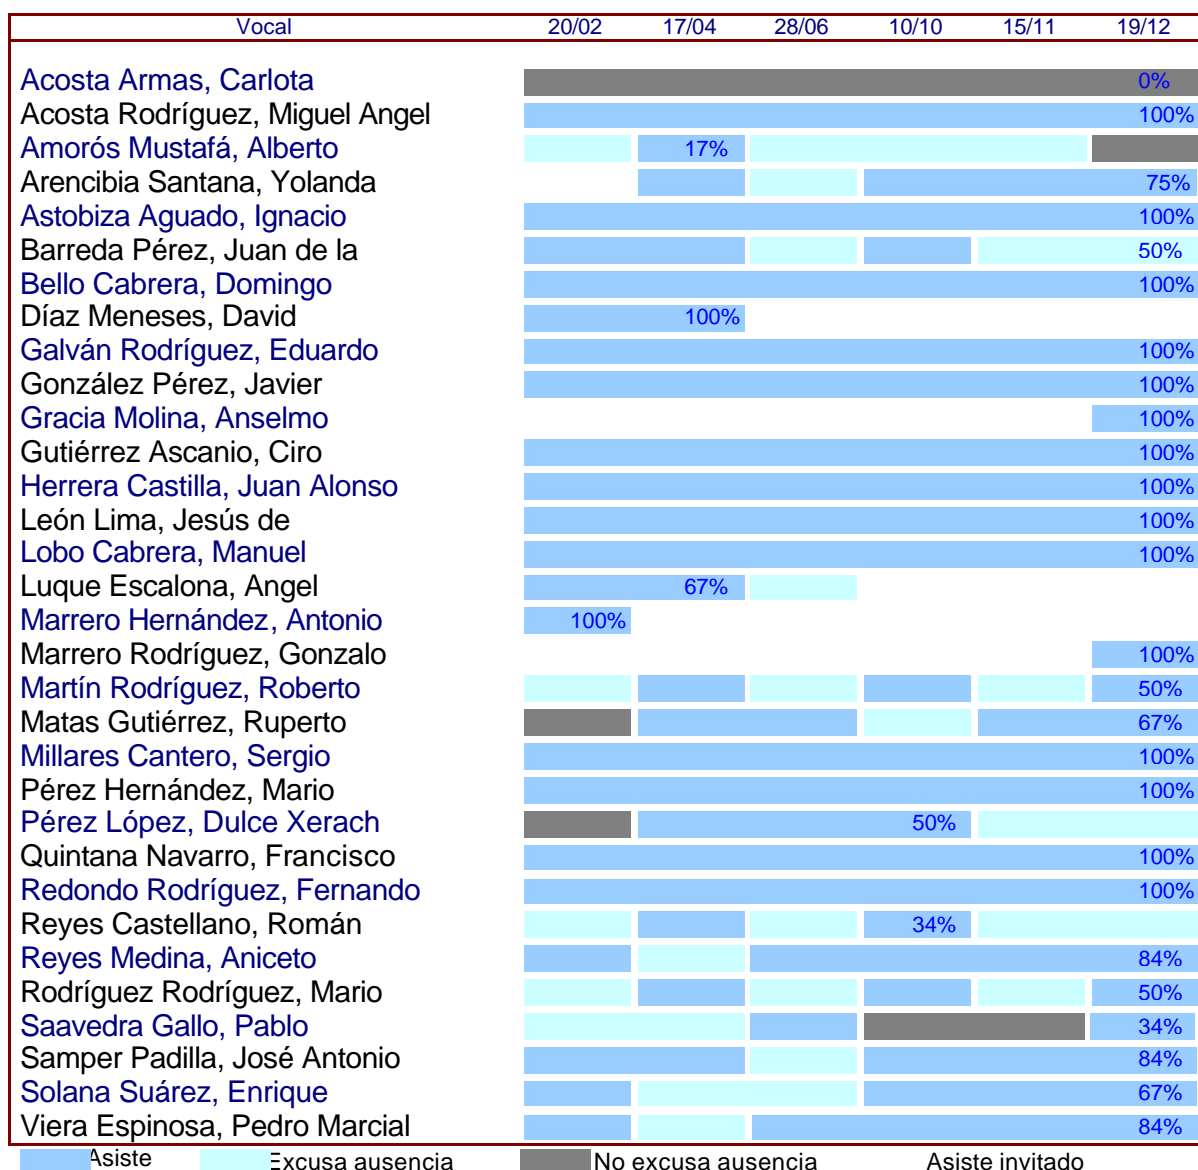 Vocal 20/02 17/04 28/06 10/10 15/11 19/12
Acosta Armas, Carlota 0%
Acosta Rodríguez, Miguel Angel 100%
Amorós Mustafá, Alberto 17%
Arencibia Santana, Yolanda 75%
Astobiza Aguado, Ignacio 100%
Barreda Pérez, Juan de la 50%
Bello Cabrera, Domingo 100%
Díaz Meneses, David 100%
Galván Rodríguez, Eduardo 100%
González Pérez, Javier 100%
Gracia Molina, Anselmo 100%
Gutiérrez Ascanio, Ciro 100%
Herrera Castilla, Juan Alonso 100%
León Lima, Jesús de 100%
Lobo Cabrera, Manuel 100%
Luque Escalona, Angel 67%
Marrero Hernández, Antonio 100%
Marrero Rodríguez, Gonzalo 100%
Martín Rodríguez, Roberto 50%
Matas Gutiérrez, Ruperto 67%
Millares Cantero, Sergio 100%
Pérez Hernández, Mario 100%
Pérez López, Dulce Xerach 50%
Quintana Navarro, Francisco 100%
Redondo Rodríguez, Fernando 100%
Reyes Castellano, Román 34%
Reyes Medina, Aniceto 84%
Rodríguez Rodríguez, Mario 50%
Saavedra Gallo, Pablo 34%
Samper Padilla, José Antonio 84%
Solana Suárez, Enrique 67%
Viera Espinosa, Pedro Marcial 84%
Asiste Excusa ausencia No excusa ausencia Asiste invitado